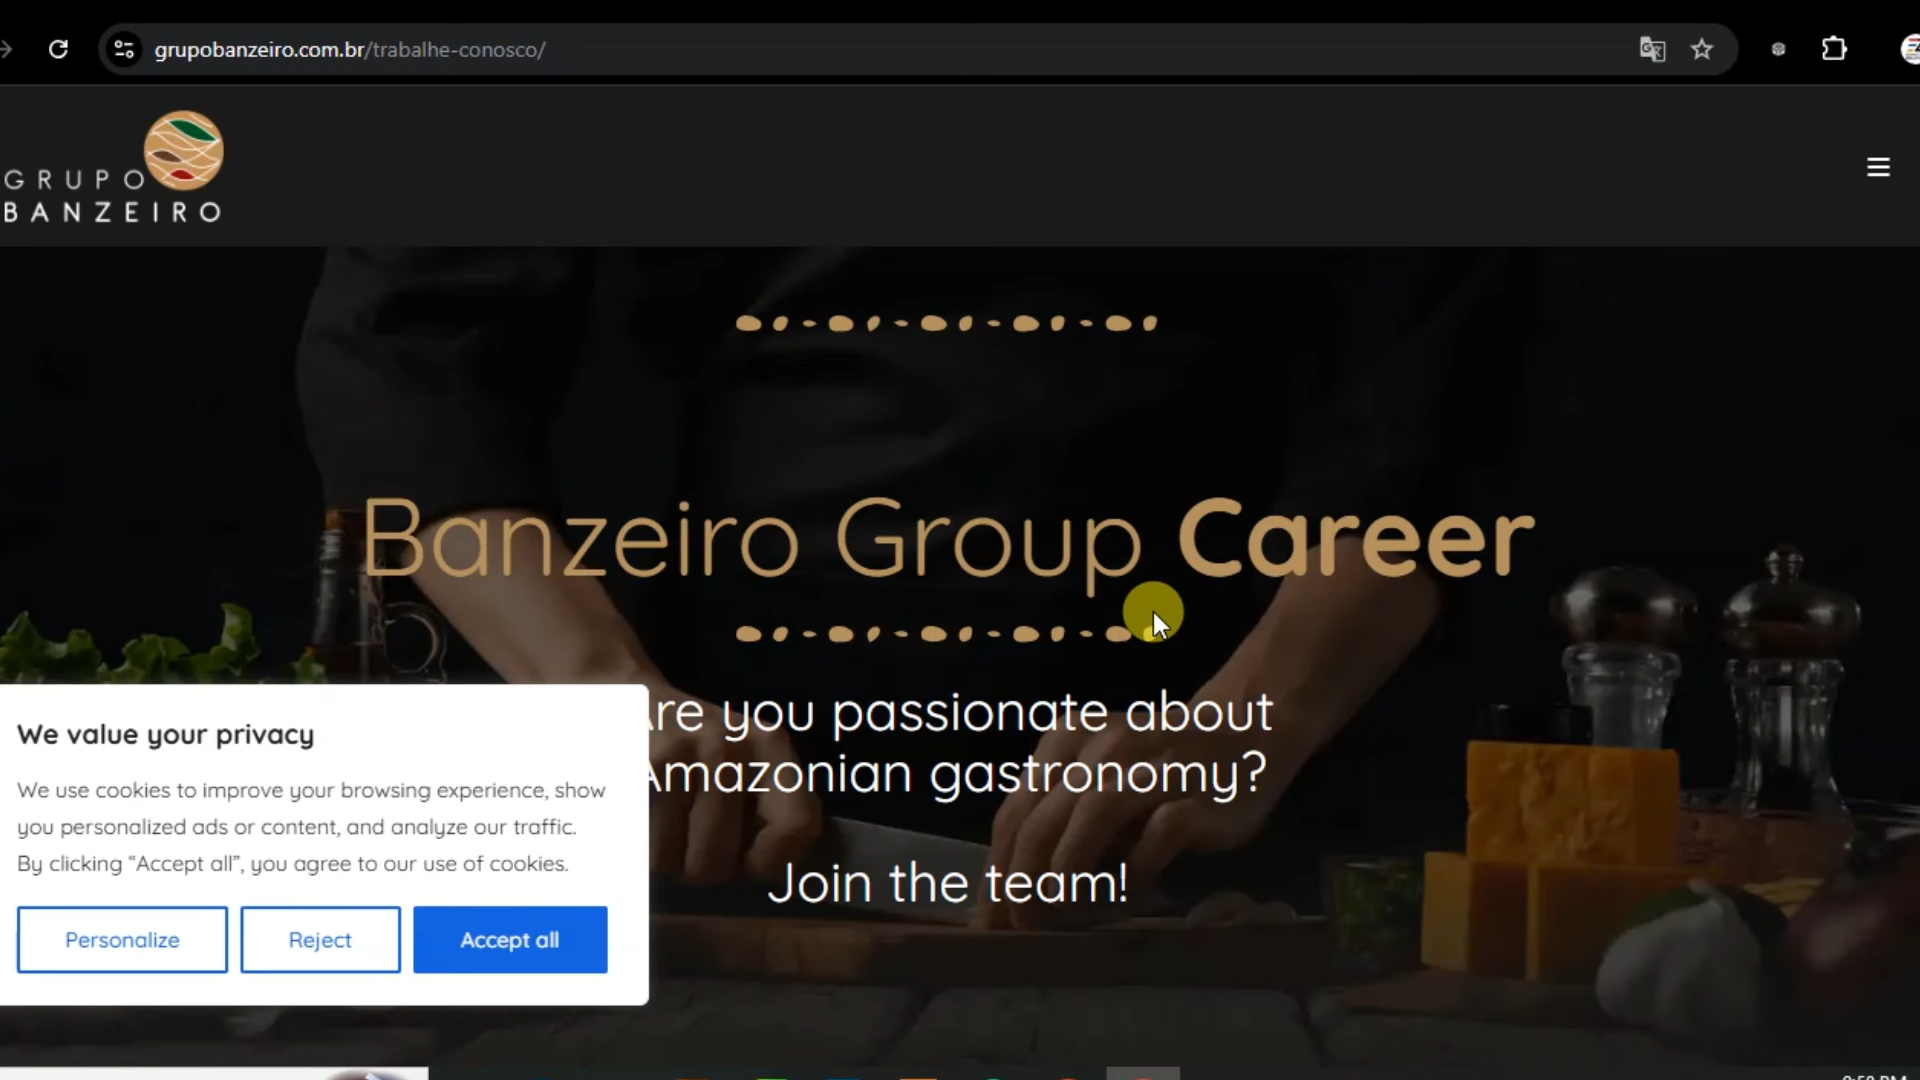 grupobanzeiro.com.br/trabalhe-conosco/
GRUPO
BANZEIRO
Banzeiro Group Career
Are you passionate about
Amazonian gastronomy?
Join the team!
We value your privacy
We use cookies to improve your browsing experience, show
you personalized ads or content, and analyze our traffic.
By clicking “Accept all”, you agree to our use of cookies.
Personalize
Reject
Accept all